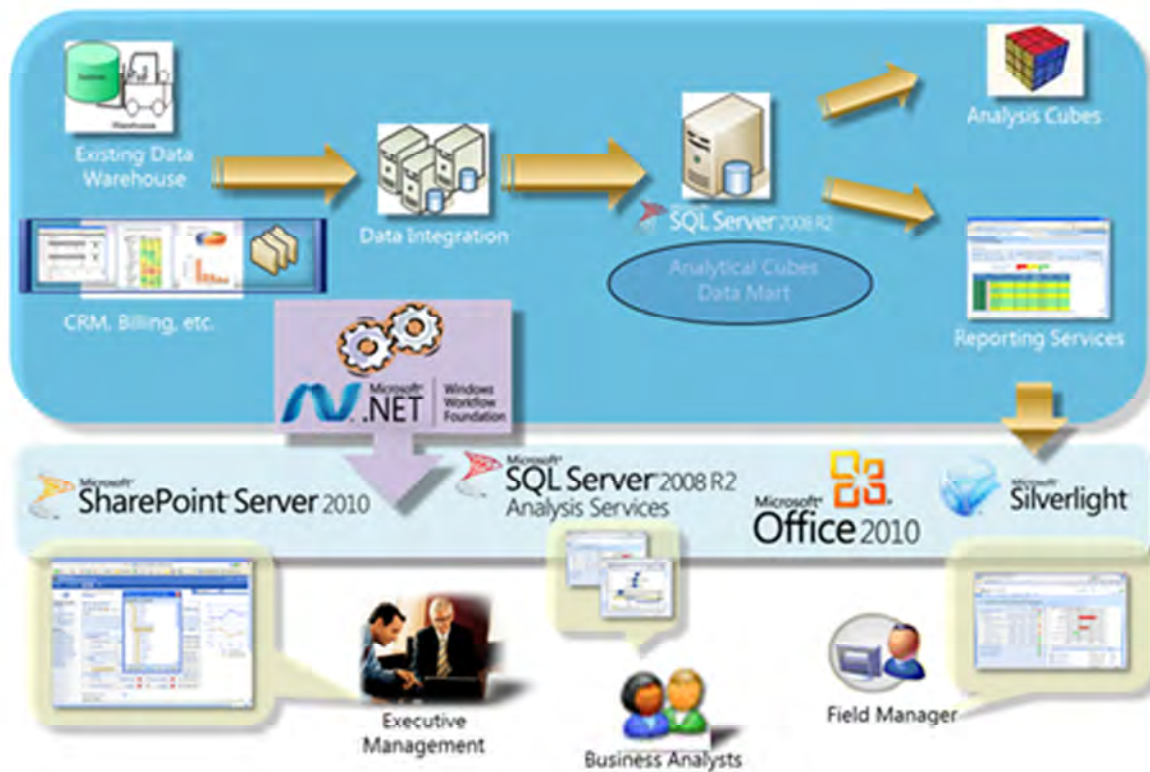 Warehouse
Existing Data
Warehouse
CRM, Billing, etc.
Data Integration
Microsoft
SQL Server 2008 R2
Analytical Cubes
Data Mart
Analysis Cubes
Reporting Services
Microsoft
.NET
Windows
Workflow
Foundation
Microsoft
SharePoint Server 2010
Microsoft
SQL Server 2008 R2
Analysis Services
Microsoft
Office 2010
Microsoft
Silverlight
Executive
Management
Business Analysts
Field Manager